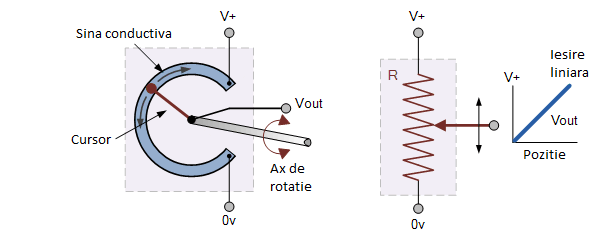 Sina conductiva
V+
Vout
Cursor
Ax de
rotatie
0v
V+
R
0v
V+
Iesire
liniara
Vout
Pozitie